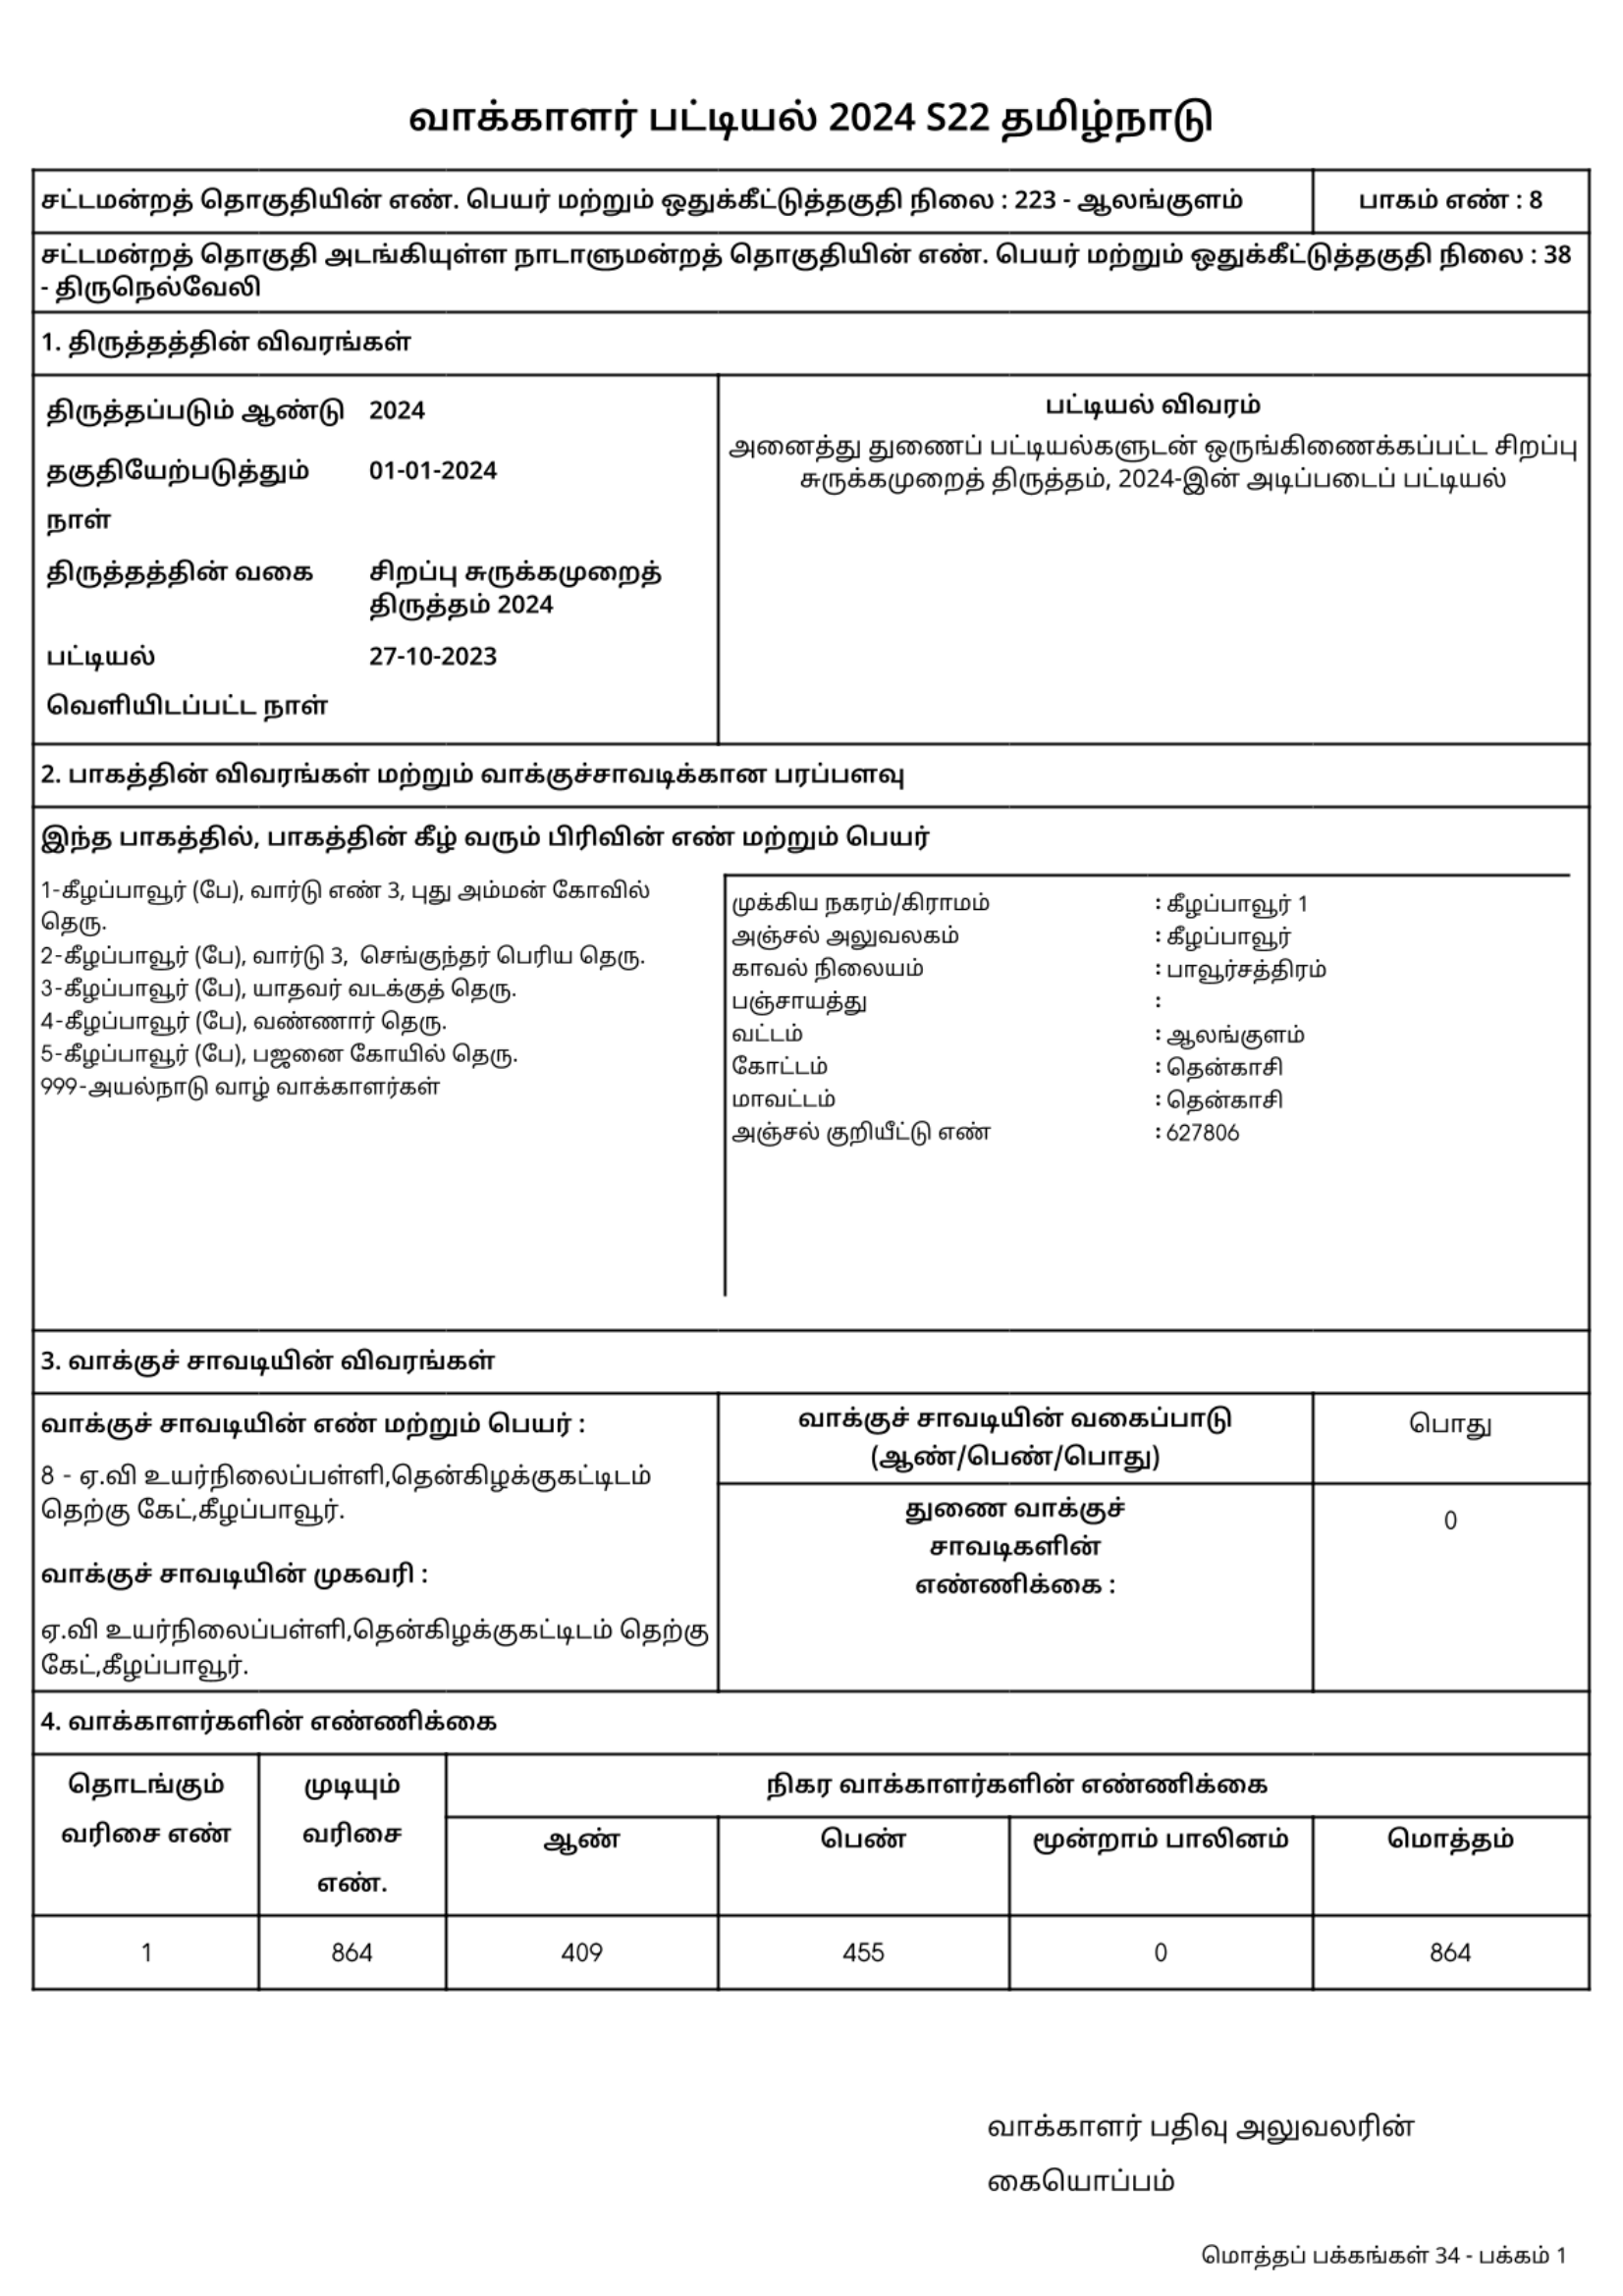 வாக்காளர் பட்டியல் 2024 S22 தமிழ்நாடு
சட்டமன்றத் தொகுதியின் எண். பெயர் மற்றும் ஒதுக்கீட்டுத்தகுதி நிலை : 223 - ஆலங்குளம்
பாகம் எண் : 8
சட்டமன்றத் தொகுதி அடங்கியுள்ள நாடாளுமன்றத் தொகுதியின் எண். பெயர் மற்றும் ஒதுக்கீட்டுத்தகுதி நிலை : 38
- திருநெல்வேலி
1. திருத்தத்தின் விவரங்கள்
திருத்தப்படும் ஆண்டு 2024
தகுதியேற்படுத்தும் 01-01-2024
நாள்
திருத்தத்தின் வகை சிறப்பு சுருக்கமுறைத்
திருத்தம் 2024
பட்டியல் 27-10-2023
வெளியிடப்பட்ட நாள்
பட்டியல் விவரம்
அனைத்து துணைப் பட்டியல்களுடன் ஒருங்கிணைக்கப்பட்ட சிறப்பு
சுருக்கமுறைத் திருத்தம், 2024-இன் அடிப்படைப் பட்டியல்
2. பாகத்தின் விவரங்கள் மற்றும் வாக்குச்சாவடிக்கான பரப்பளவு
இந்த பாகத்தில், பாகத்தின் கீழ் வரும் பிரிவின் எண் மற்றும் பெயர்
1-கீழப்பாவூர் (பே), வார்டு எண் 3, புது அம்மன் கோவில்
தெரு.
2-கீழப்பாவூர் (பே), வார்டு 3, செங்குந்தர் பெரிய தெரு.
3-கீழப்பாவூர் (பே), யாதவர் வடக்குத் தெரு.
4-கீழப்பாவூர் (பே), வண்ணார் தெரு.
5-கீழப்பாவூர் (பே), பஜனை கோயில் தெரு.
999-அயல்நாடு வாழ் வாக்காளர்கள்
முக்கிய நகரம்/கிராமம் : கீழப்பாவூர் 1
அஞ்சல் அலுவலகம் : கீழப்பாவூர்
காவல் நிலையம் : பாவூர்சத்திரம்
பஞ்சாயத்து :
வட்டம் : ஆலங்குளம்
கோட்டம் : தென்காசி
மாவட்டம் : தென்காசி
அஞ்சல் குறியீட்டு எண் : 627806
3. வாக்குச் சாவடியின் விவரங்கள்
வாக்குச் சாவடியின் எண் மற்றும் பெயர் :
8 - ஏ.வி உயர்நிலைப்பள்ளி,தென்கிழக்குகட்டிடம்
தெற்கு கேட்,கீழப்பாவூர்.
வாக்குச் சாவடியின் முகவரி :
ஏ.வி உயர்நிலைப்பள்ளி,தென்கிழக்குகட்டிடம் தெற்கு
கேட்,கீழப்பாவூர்.
வாக்குச் சாவடியின் வகைப்பாடு
(ஆண்/பெண்/பொது)
பொது
துணை வாக்குச்
சாவடிகளின்
எண்ணிக்கை :
0
4. வாக்காளர்களின் எண்ணிக்கை
தொடங்கும்
வரிசை எண்
முடியும்
வரிசை
எண்.
நிகர வாக்காளர்களின் எண்ணிக்கை
ஆண் பெண் மூன்றாம் பாலினம் மொத்தம்
1 864 409 455 0 864
வாக்காளர் பதிவு அலுவலரின்
கையொப்பம்
மொத்தப் பக்கங்கள் 34 - பக்கம் 1